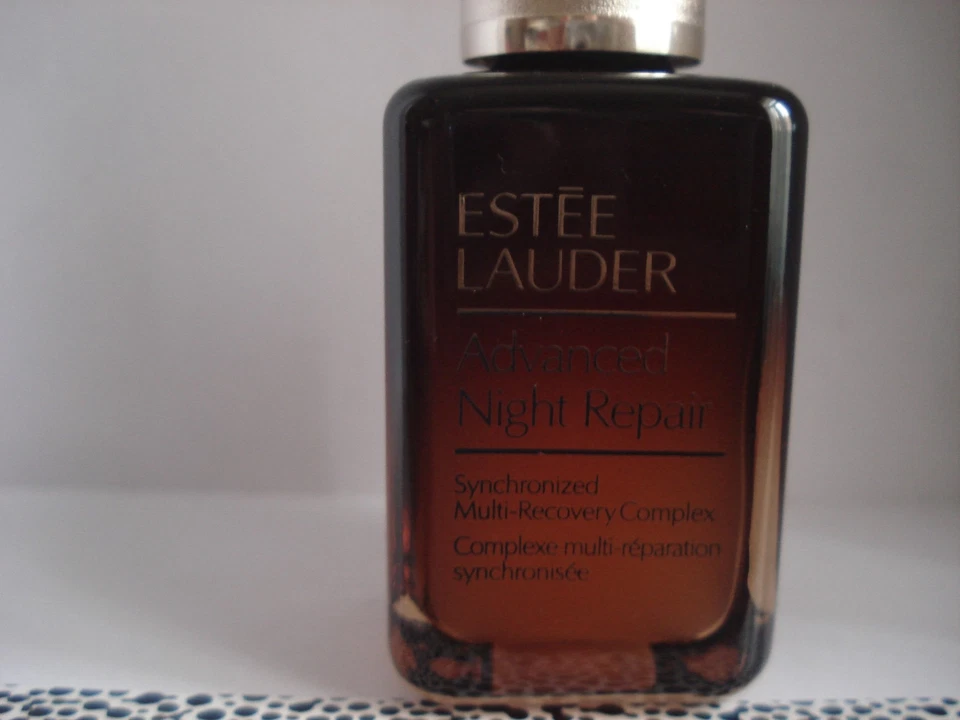 ESTĒE
LAUDER
Advanced
Night Repair
Synchronized
Multi-Recovery Complex
Complexe multi-réparation
synchronisée